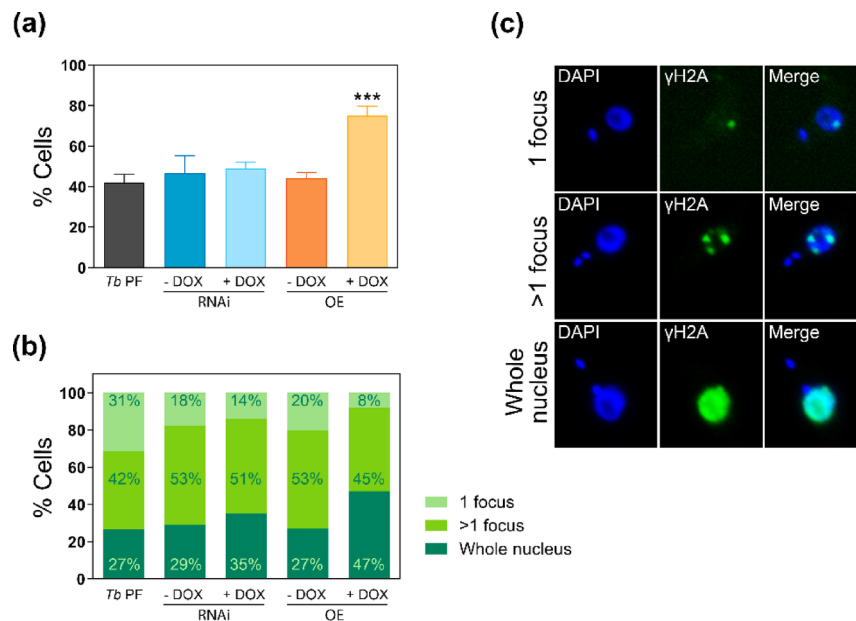 (a)
% Cells
100
80
60
40
20
0
***
Tb PF
- DOX
+ DOX
- DOX
+ DOX
RNAi
OE
(b)
% Cells
100
80
60
40
20
0
31%
18%
14%
20%
8%
42%
53%
51%
53%
45%
27%
29%
35%
27%
47%
Tb PF
- DOX
+ DOX
- DOX
+ DOX
RNAi
OE
1 focus
>1 focus
Whole nucleus
(c)
1 focus
DAPI
γH2A
Merge
>1 focus
DAPI
γH2A
Merge
Whole
nucleus
DAPI
γH2A
Merge